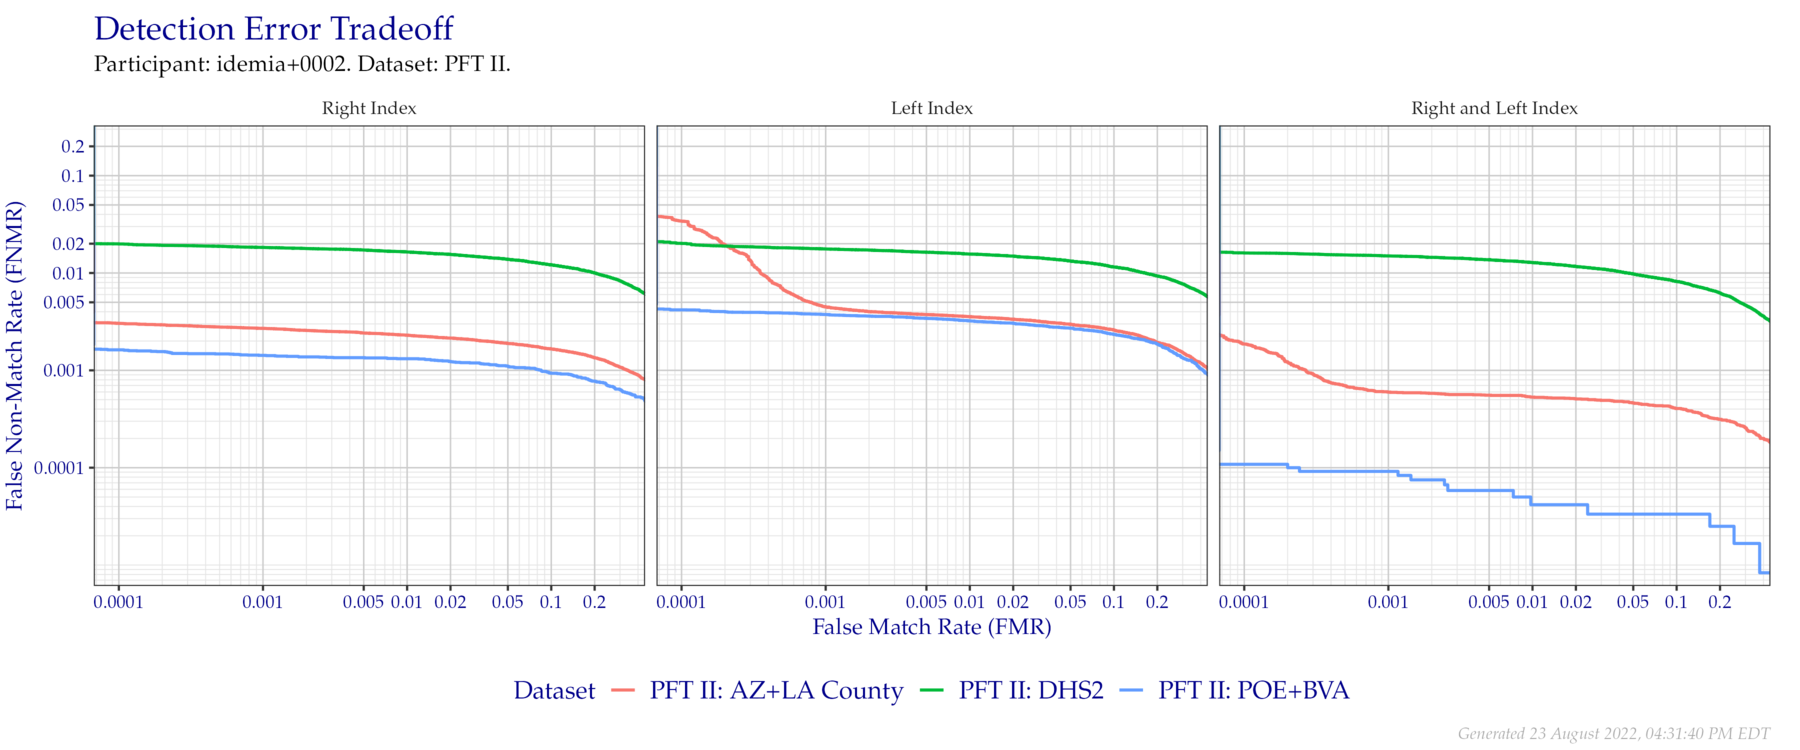 Detection Error Tradeoff
Participant: idemia+0002. Dataset: PFT II.
Right Index
Left Index
Right and Left Index
False Non-Match Rate (FNMR)
0.2
0.1
0.05
0.02
0.01
0.005
0.001
0.0001
0.0001 0.001 0.005 0.01 0.02 0.05 0.1 0.2
0.0001 0.001 0.005 0.01 0.02 0.05 0.1 0.2
0.0001 0.001 0.005 0.01 0.02 0.05 0.1 0.2
False Match Rate (FMR)
Dataset PFT II: AZ+LA County PFT II: DHS2 PFT II: POE+BVA
Generated 23 August 2022, 04:31:40 PM EDT